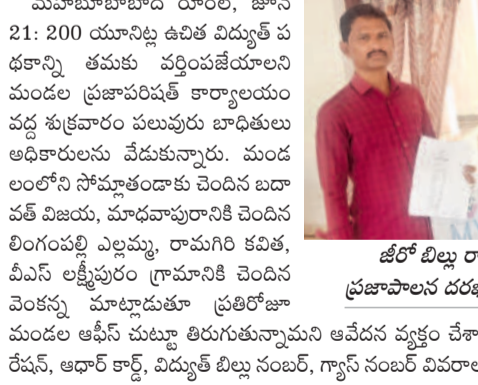 మహబూబాబాద్ రూరల్, జూన్
21: 200 యూనిట్ల ఉచిత విద్యుత్ ప
థకాన్ని తమకు వర్తింపజేయాలని
మండల ప్రజాపరిషత్ కార్యాలయం
వద్ద శుక్రవారం పలువురు బాధితులు
అధికారులను వేడుకున్నారు. మండ
లంలోని సోమ్లాతండాకు చెందిన బదా
వత్ విజయ, మాధవాపురానికి చెందిన
లింగంపల్లి ఎల్లమ్మ, రామగిరి కవిత,
వీఎస్ లక్ష్మీపురం గ్రామానికి చెందిన
వెంకన్న మాట్లాడుతూ ప్రతిరోజూ
జీరో బిల్లు
ప్రజాపాలన
మండల ఆఫీస్ చుట్టూ తిరుగుతున్నామని ఆవేదన వ్యక్తం
రేషన్, ఆధార్ కార్డ్, విద్యుత్ బిల్లు నంబర్, గ్యాస్ నంబర్